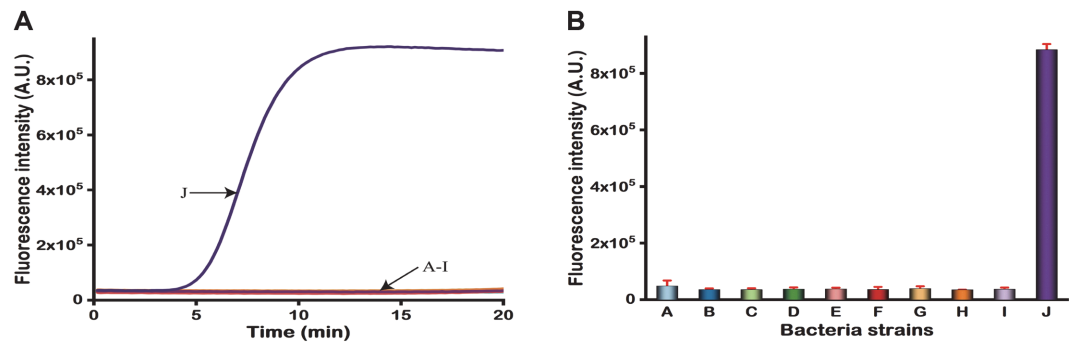 A
Fluorescence intensity (A.U.)
8x10⁵
6x10⁵
4x10⁵
2x10⁵
0
J
A-I
0 5 10 15 20
Time (min)
B
Fluorescence intensity (A.U.)
8x10⁵
6x10⁵
4x10⁵
2x10⁵
0
A B C D E F G H I J
Bacteria strains